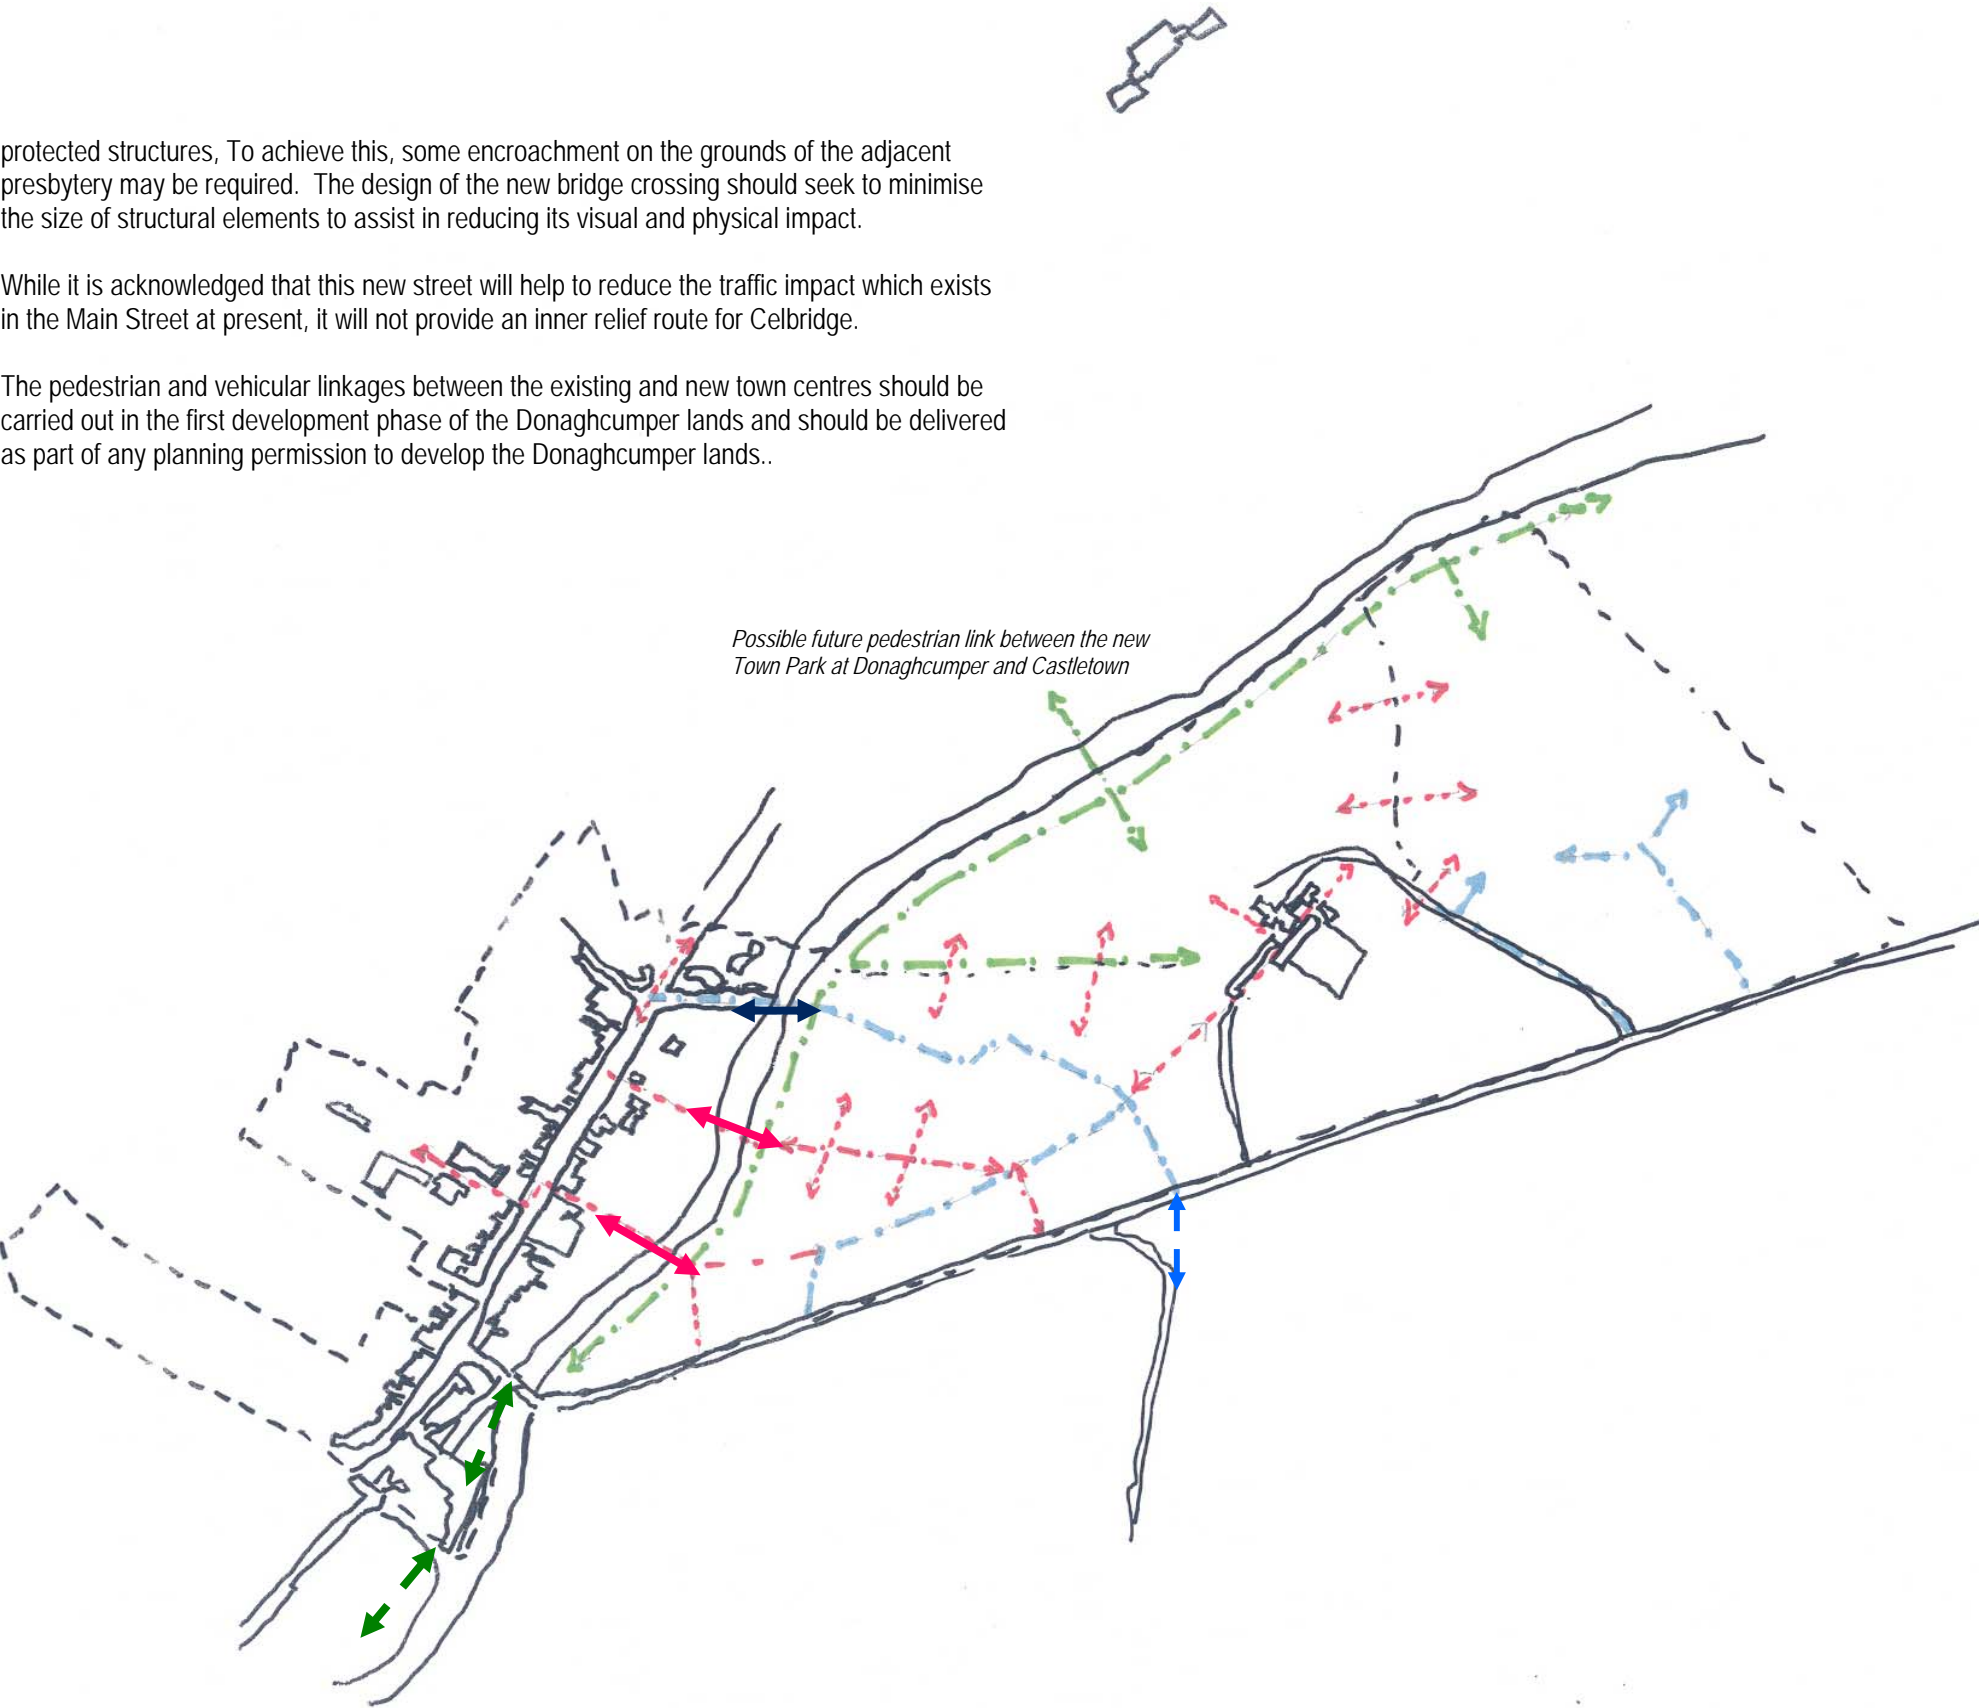 protected structures, To achieve this, some encroachment on the grounds of the adjacent
presbytery may be required.  The design of the new bridge crossing should seek to minimise
the size of structural elements to assist in reducing its visual and physical impact.
While it is acknowledged that this new street will help to reduce the traffic impact which exists
in the Main Street at present, it will not provide an inner relief route for Celbridge.
The pedestrian and vehicular linkages between the existing and new town centres should be
carried out in the first development phase of the Donaghcumper lands and should be delivered
as part of any planning permission to develop the Donaghcumper lands..
Possible future pedestrian link between the new
Town Park at Donaghcumper and Castletown